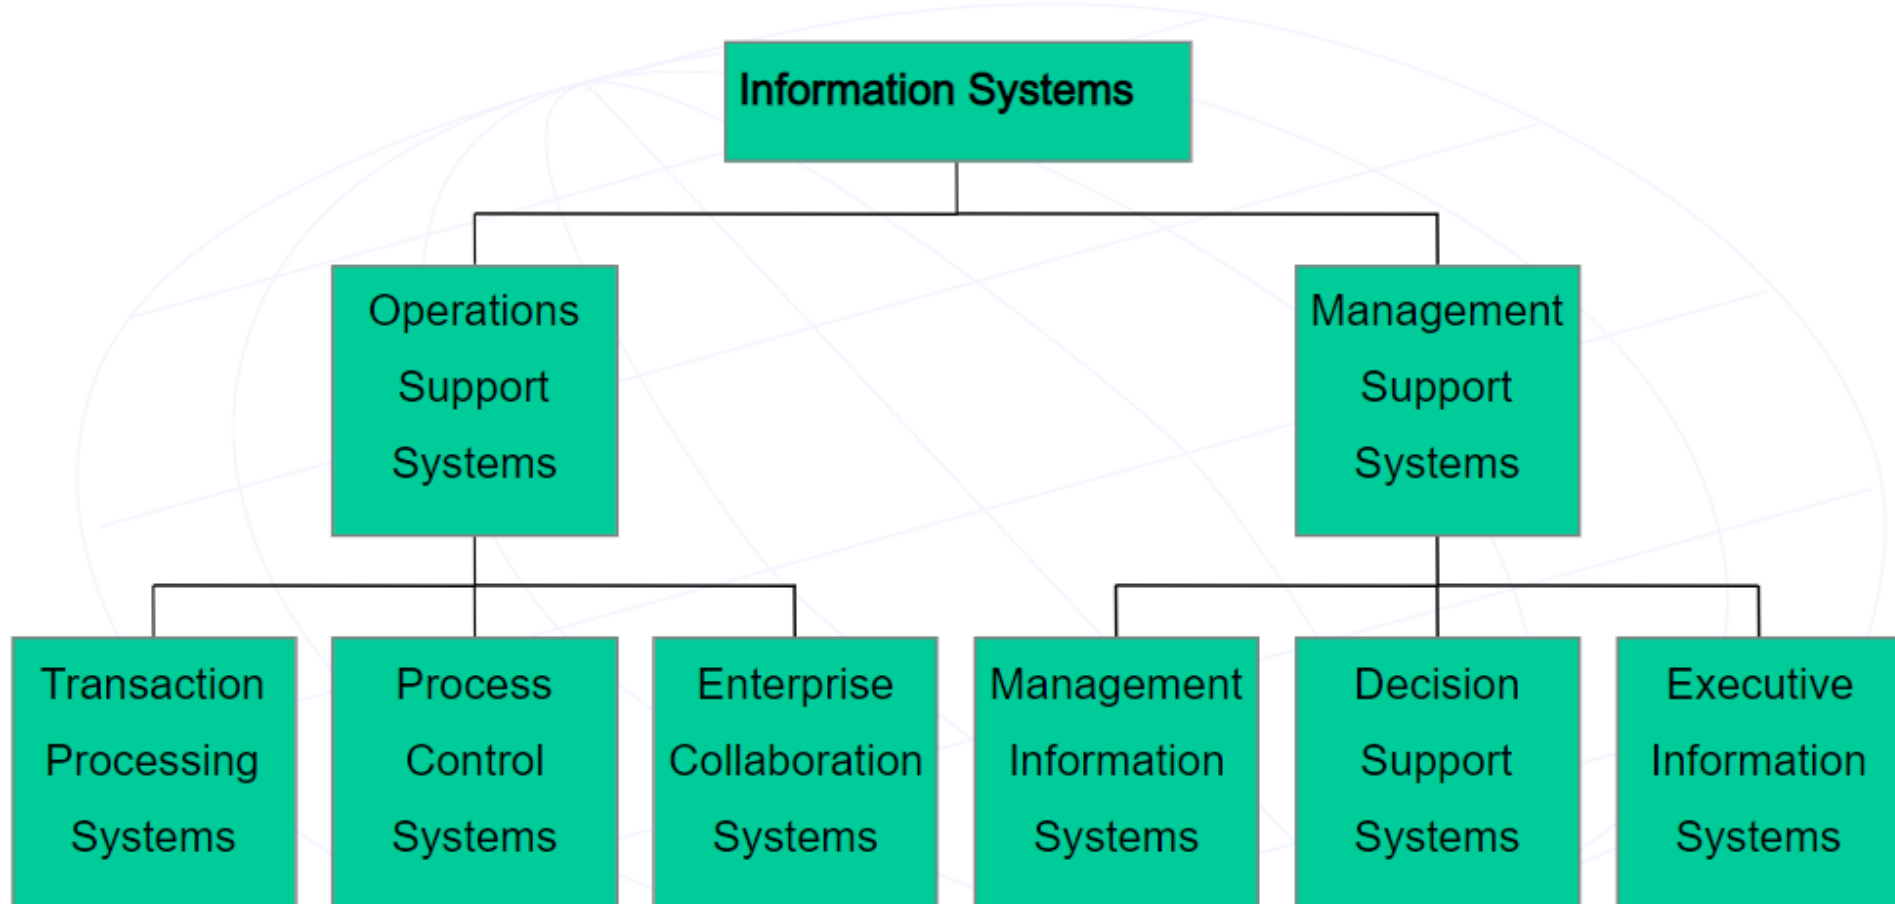 Information Systems
Operations
Support
Systems
Management
Support
Systems
Transaction
Processing
Systems
Process
Control
Systems
Enterprise
Collaboration
Systems
Management
Information
Systems
Decision
Support
Systems
Executive
Information
Systems